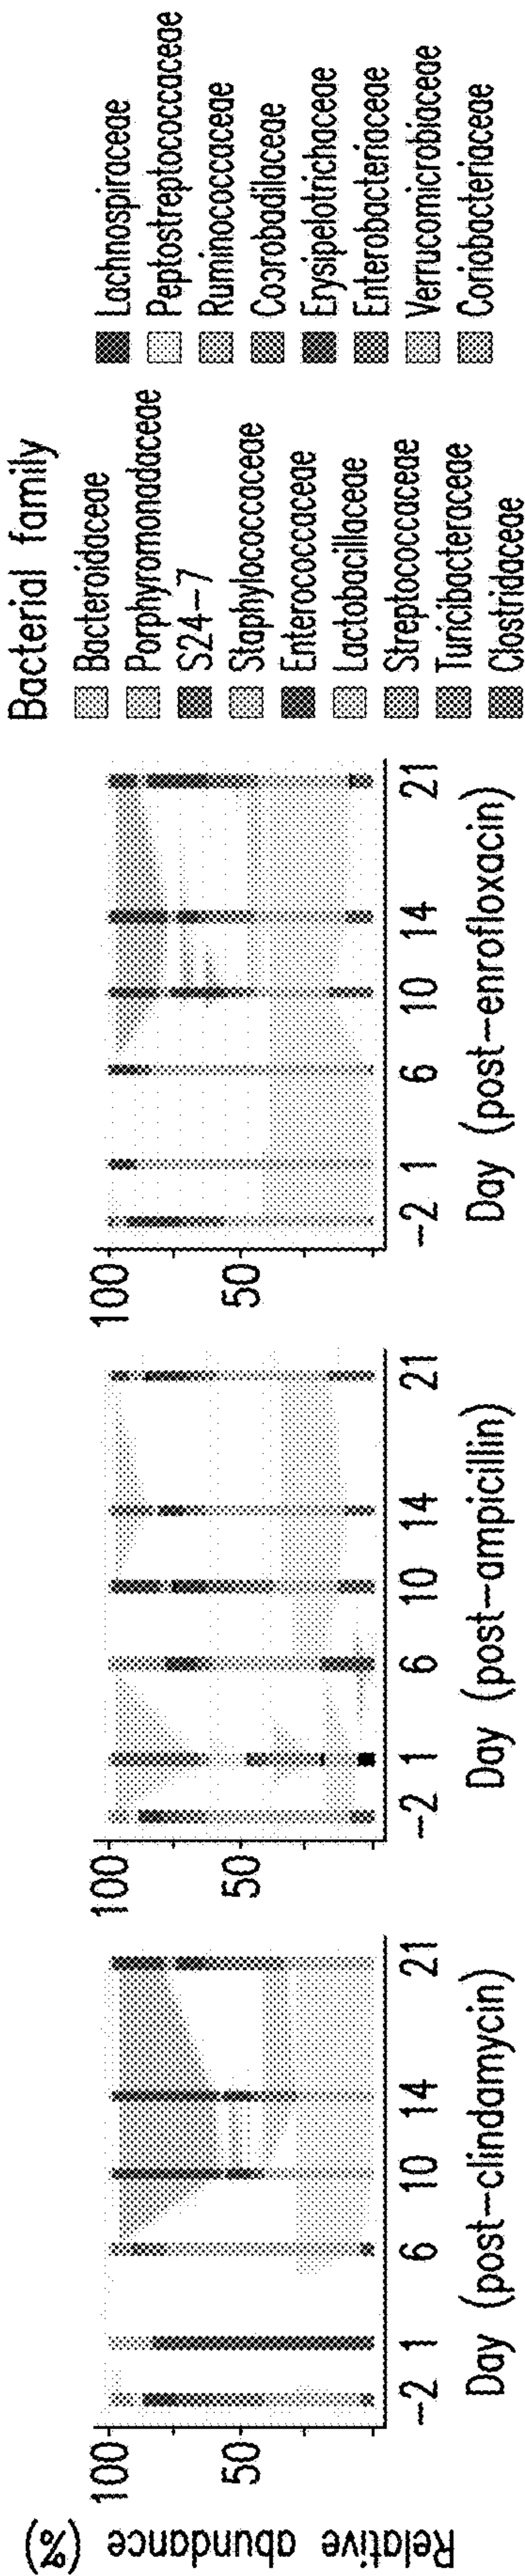 Relative abundance (%)
100
50
-2 1 6 10 14 21
Day (post-clindamycin)
100
50
-2 1 6 10 14 21
Day (post-ampicillin)
100
50
-2 1 6 10 14 21
Day (post-enrofloxacin)
Bacterial family
Bacteroidaceae
Porphyromonadaceae
S24-7
Staphylococcaceae
Enterococcaceae
Lactobacillaceae
Streptococcaceae
Turicibacteraceae
Clostridaceae
Lachnospiraceae
Peptostreptococcaceae
Ruminococcaceae
Coorobadilaceae
Erysipelotrichaceae
Enterobacteriaceae
Verrucomicrobiaceae
Coriobacteriaceae